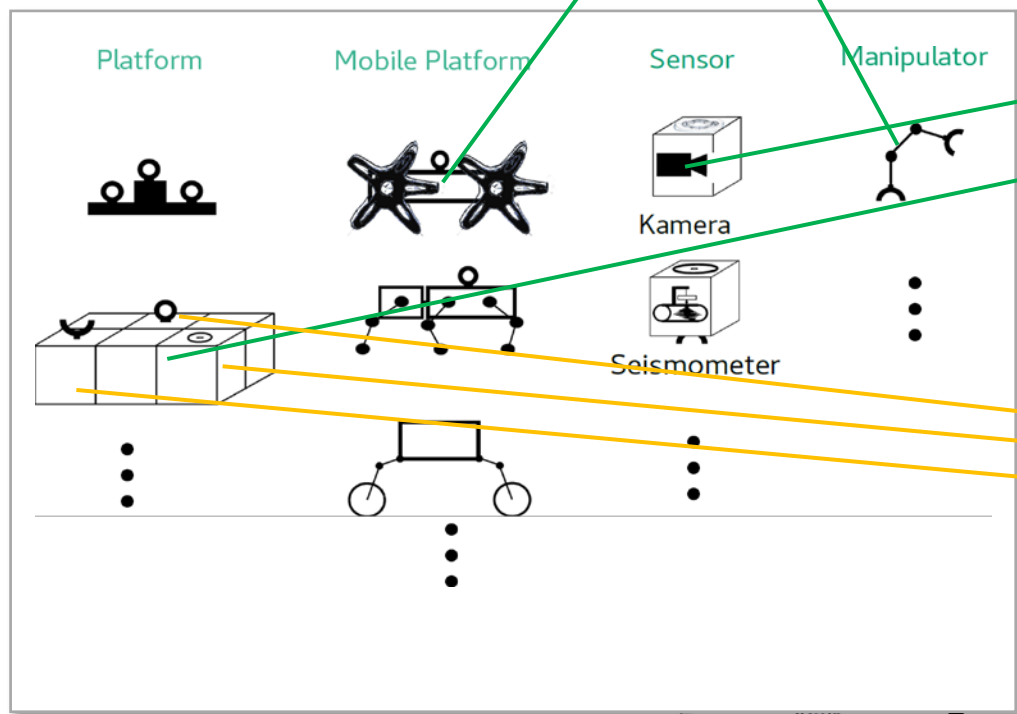 Platform
Mobile Platform
Sensor
Manipulator
Kamera
Seismometer